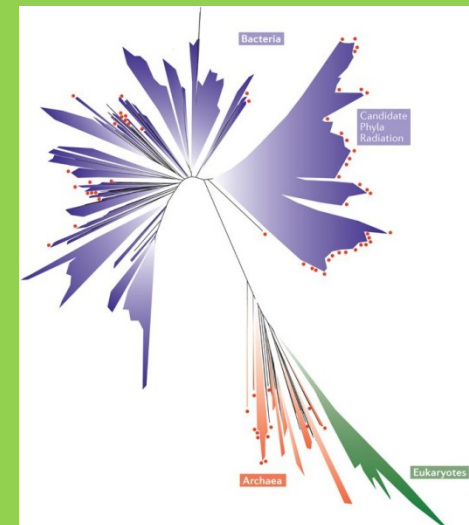 Bacteria
Candidate
Phyla
Radiation
Eukaryotes
Archaea